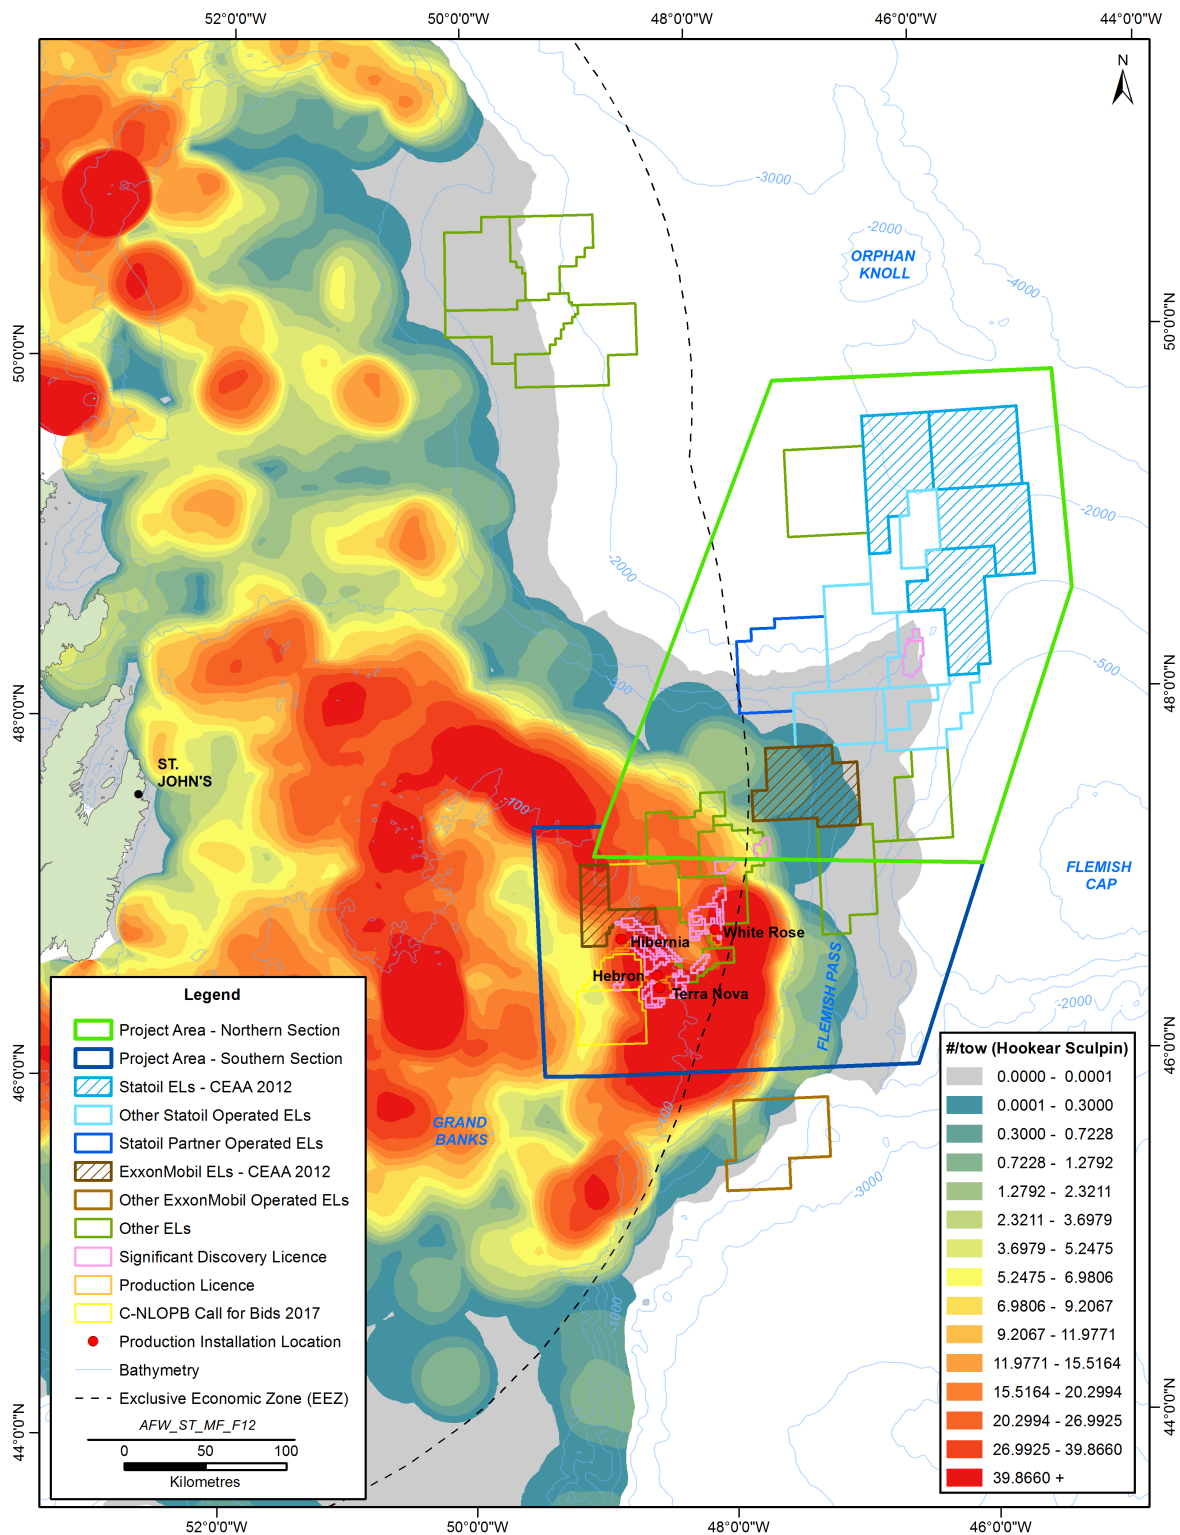 52°0'0"W
50°0'0"W
48°0'0"W
46°0'0"W
44°0'0"W
N
-3000
-2000
ORPHAN
KNOLL
-4000
50°0'0"N
50°0'0"N
-2000
-2000
-500
-500
48°0'0"N
48°0'0"N
ST.
JOHN'S
-100
FLEMISH
CAP
White Rose
Hibernia
Hebron
Terra Nova
FLEMISH PASS
-2000
46°0'0"N
46°0'0"N
-100
GRAND
BANKS
-3000
-1000
44°0'0"N
44°0'0"N
Legend
Project Area - Northern Section
Project Area - Southern Section
Statoil ELs - CEAA 2012
Other Statoil Operated ELs
Statoil Partner Operated ELs
ExxonMobil ELs - CEAA 2012
Other ExxonMobil Operated ELs
Other ELs
Significant Discovery Licence
Production Licence
C-NLOPB Call for Bids 2017
Production Installation Location
Bathymetry
Exclusive Economic Zone (EEZ)
AFW_ST_MF_F12
0 50 100
Kilometres
#/tow (Hookear Sculpin)
0.0000 - 0.0001
0.0001 - 0.3000
0.3000 - 0.7228
0.7228 - 1.2792
1.2792 - 2.3211
2.3211 - 3.6979
3.6979 - 5.2475
5.2475 - 6.9806
6.9806 - 9.2067
9.2067 - 11.9771
11.9771 - 15.5164
15.5164 - 20.2994
20.2994 - 26.9925
26.9925 - 39.8660
39.8660 +
52°0'0"W
50°0'0"W
48°0'0"W
46°0'0"W